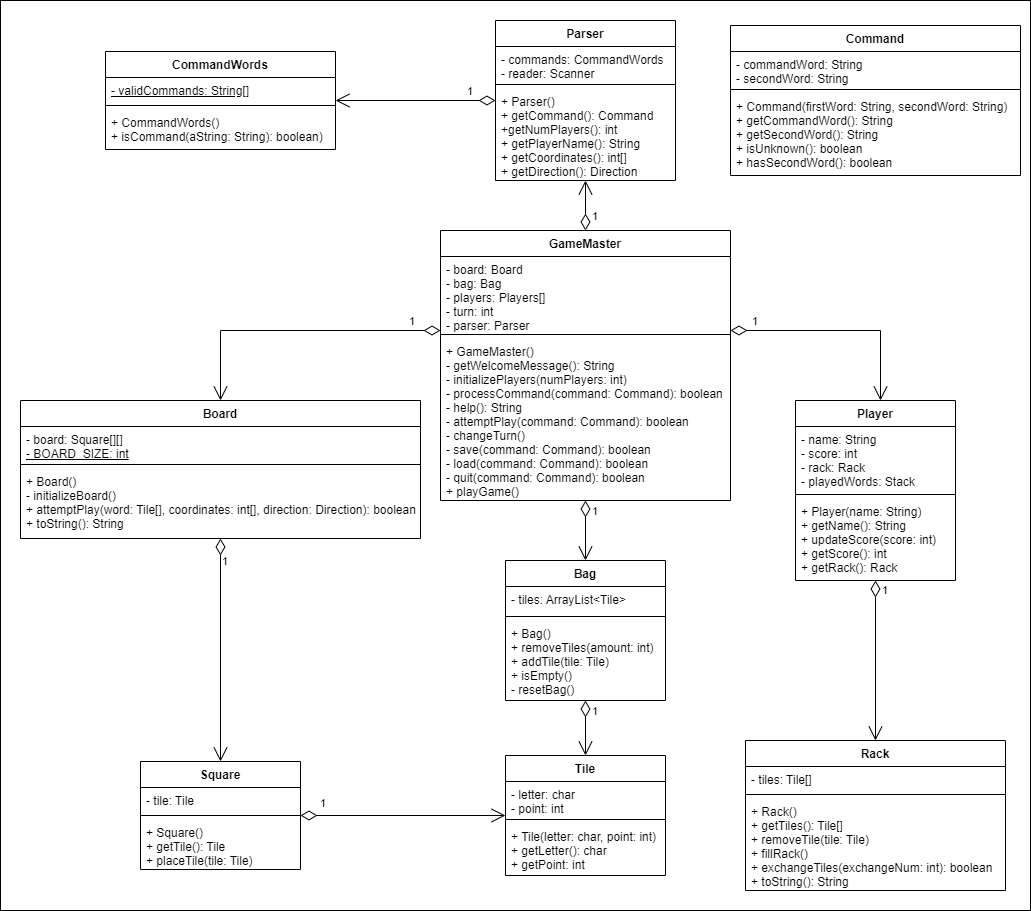 CommandWords
- validCommands: String[]
+ CommandWords()
+ isCommand(aString: String): boolean)
1
Parser
- commands: CommandWords
- reader: Scanner
+ Parser()
+ getCommand(): Command
+getNumPlayers(): int
+ getPlayerName(): String
+ getCoordinates(): int[]
+ getDirection(): Direction
Command
- commandWord: String
- secondWord: String
+ Command(firstWord: String, secondWord: String)
+ getCommandWord(): String
+ getSecondWord(): String
+ isUnknown(): boolean
+ hasSecondWord(): boolean
1
GameMaster
- board: Board
- bag: Bag
- players: Players[]
- turn: int
- parser: Parser
+ GameMaster()
- getWelcomeMessage(): String
- initializePlayers(numPlayers: int)
- processCommand(command: Command): boolean
- help(): String
- attemptPlay(command: Command): boolean
- changeTurn()
- save(command: Command): boolean
- load(command: Command): boolean
- quit(command: Command): boolean
+ playGame()
1
1
1
Board
- board: Square[][]
- BOARD_SIZE: int
+ Board()
- initializeBoard()
+ attemptPlay(word: Tile[], coordinates: int[], direction: Direction): boolean
+ toString(): String
1
Player
- name: String
- score: int
- rack: Rack
- playedWords: Stack
+ Player(name: String)
+ getName(): String
+ updateScore(score: int)
+ getScore(): int
+ getRack(): Rack
1
Bag
- tiles: ArrayList<Tile>
+ Bag()
+ removeTiles(amount: int)
+ addTile(tile: Tile)
+ isEmpty()
- resetBag()
1
Square
- tile: Tile
+ Square()
+ getTile(): Tile
+ placeTile(tile: Tile)
1
Tile
- letter: char
- point: int
+ Tile(letter: char, point: int)
+ getLetter(): char
+ getPoint: int
Rack
- tiles: Tile[]
+ Rack()
+ getTiles(): Tile[]
+ removeTile(tile: Tile)
+ fillRack()
+ exchangeTiles(exchangeNum: int): boolean
+ toString(): String